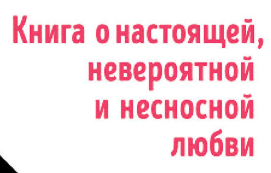 Книга о настоящей,
невероятной
и несносной
любви